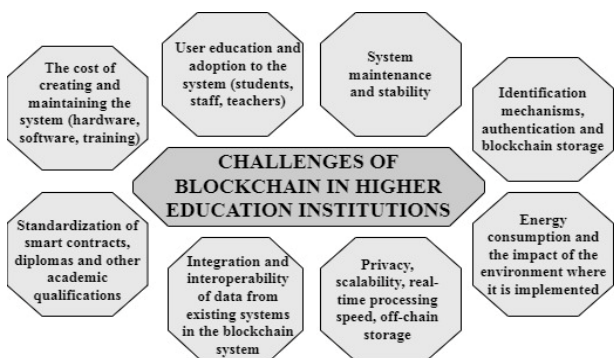 The cost of
creating and
maintaining the
system (hardware,
software, training)
User education and
adoption to the
system (students,
staff, teachers)
System
maintenance
and stability
Identification
mechanisms,
authentication and
blockchain storage
CHALLENGES OF
BLOCKCHAIN IN HIGHER
EDUCATION INSTITUTIONS
Standardization of
smart contracts,
diplomas and other
academic
qualifications
Integration and
interoperability
of data from
existing systems
in the blockchain
system
Privacy,
scalability, real-
time processing
speed, off-chain
storage
Energy
consumption and
the impact of the
environment where
it is implemented